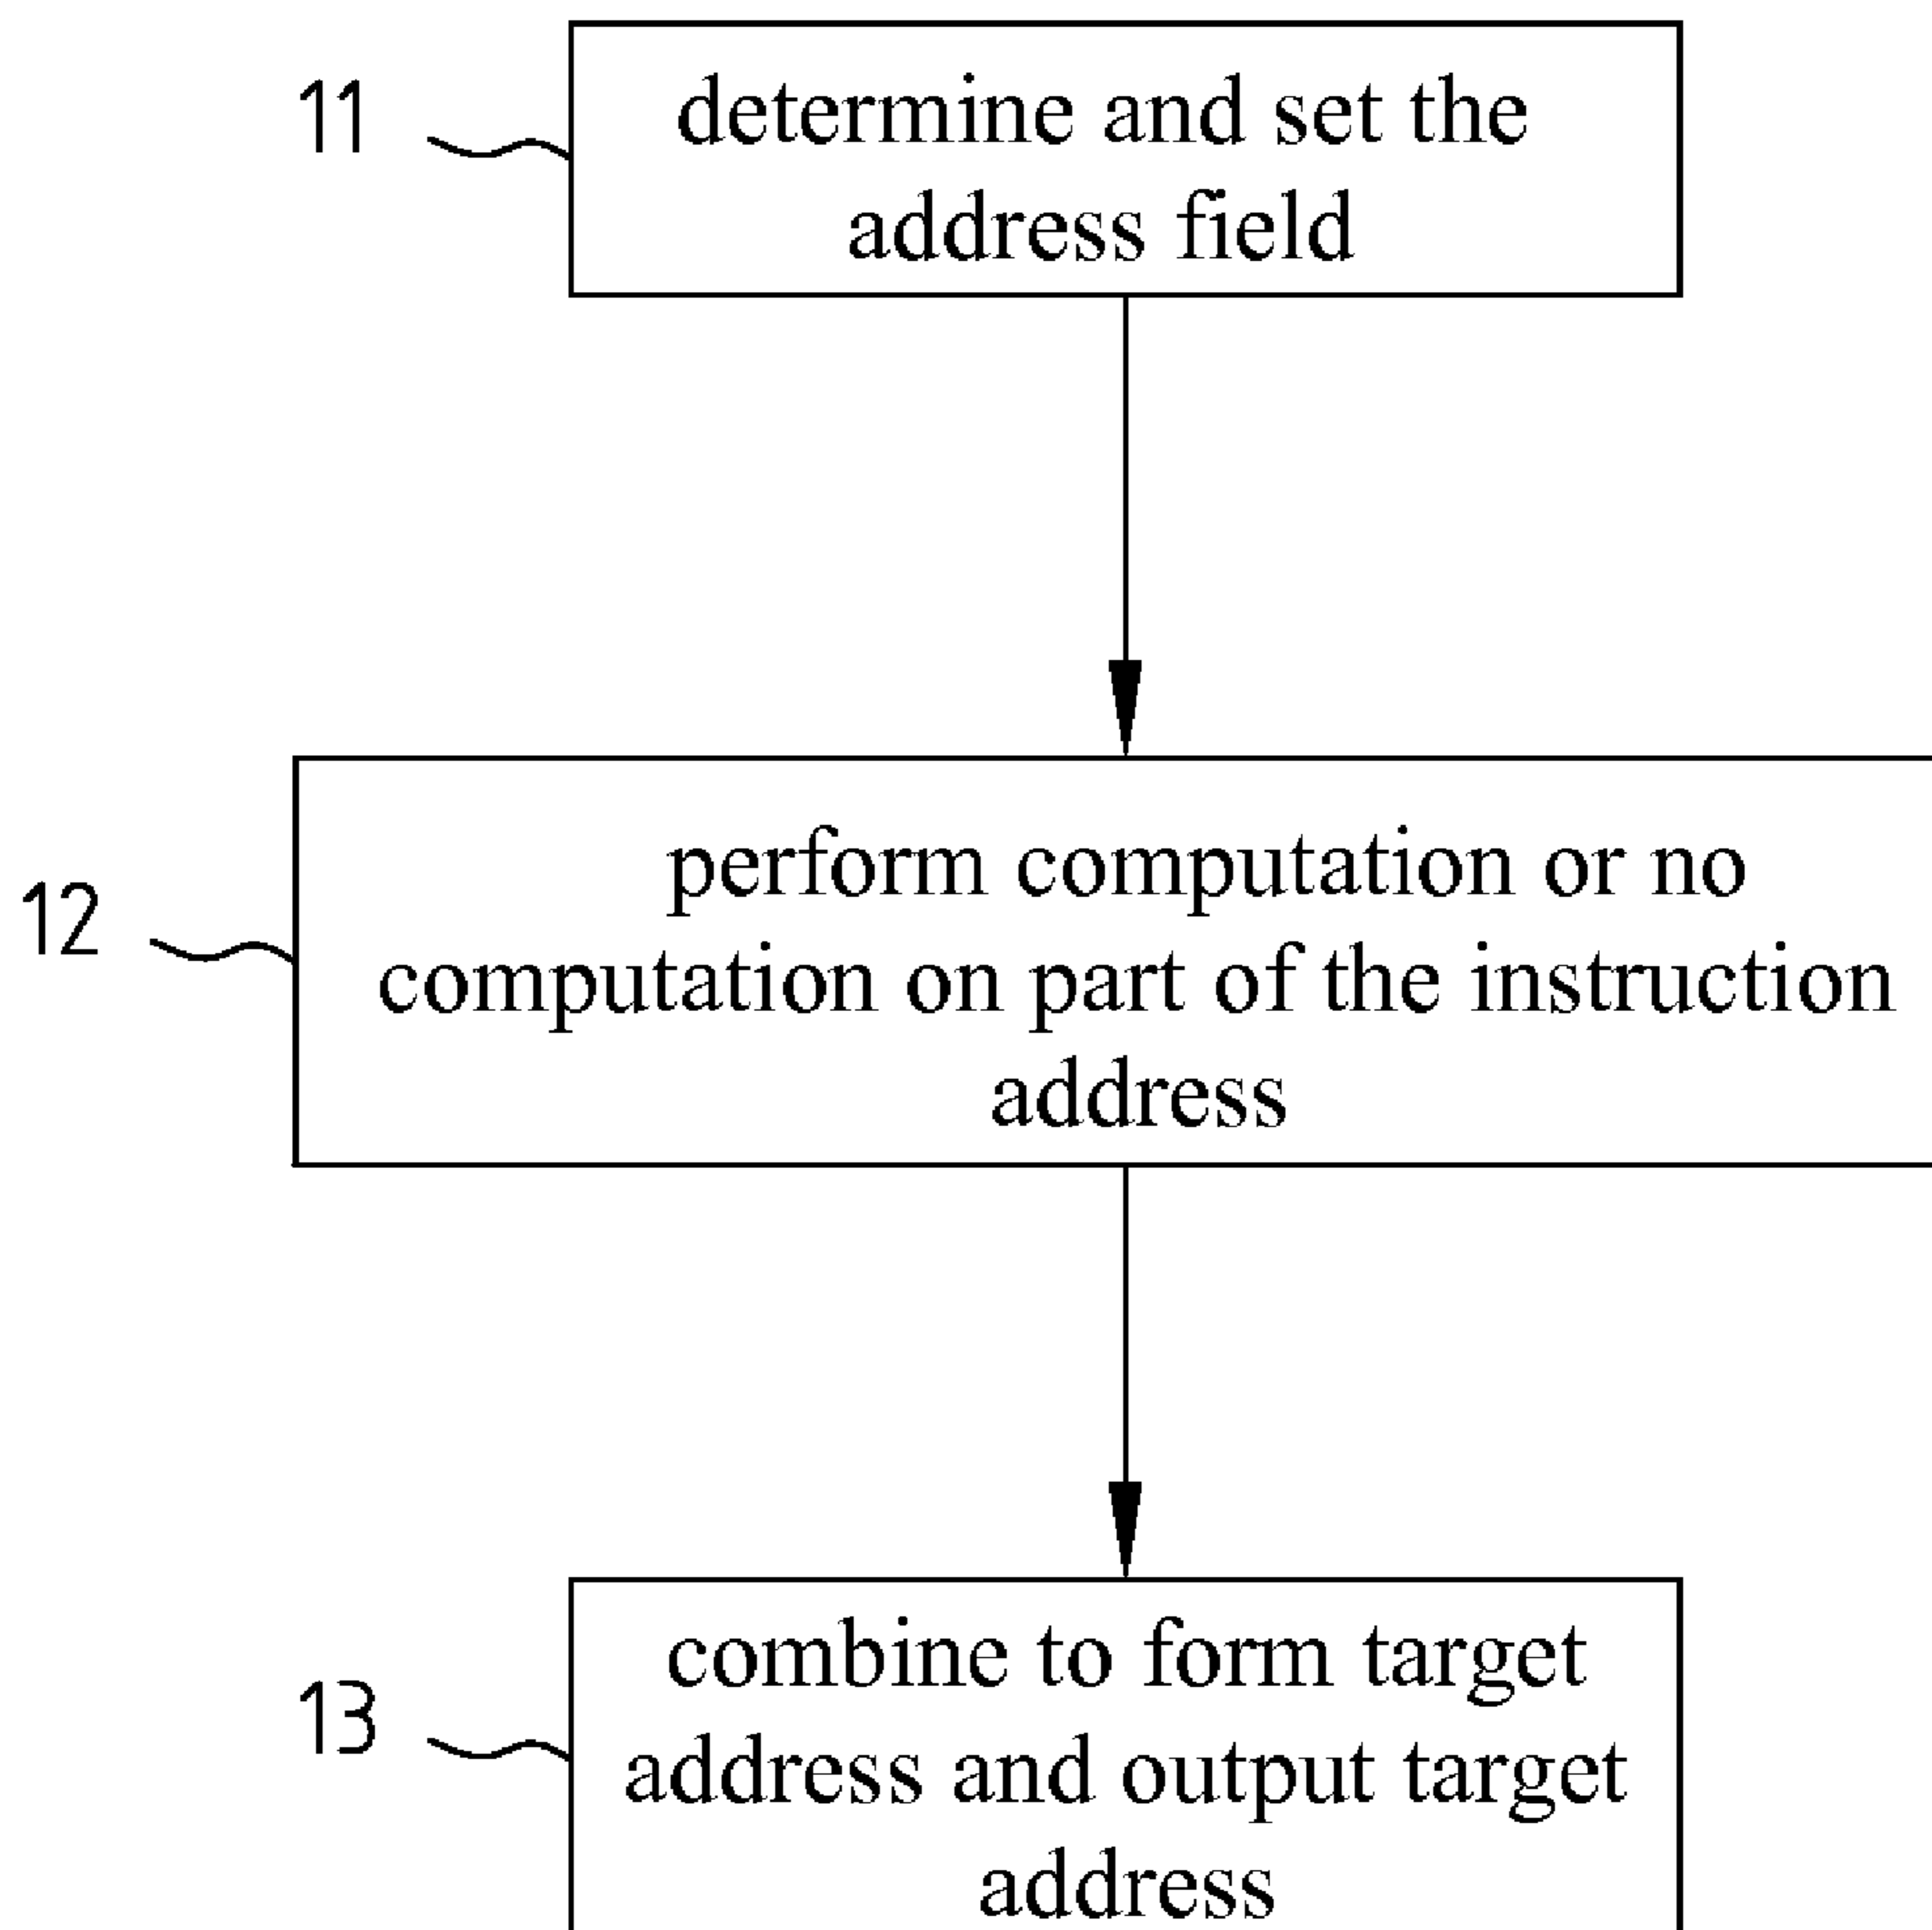 11
determine and set the
address field
12
perform computation or no
computation on part of the instruction
address
13
combine to form target
address and output target
address